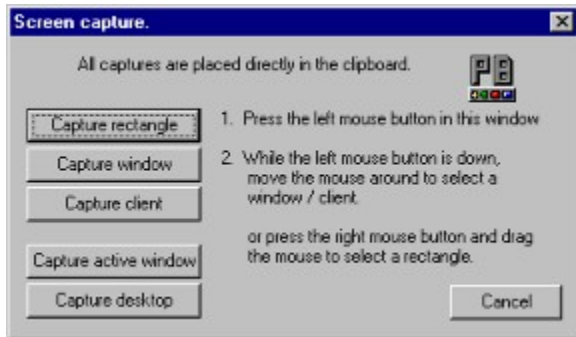 Screen capture.
All captures are placed directly in the clipboard.
PB
Capture rectangle
Capture window
Capture client
Capture active window
Capture desktop
1. Press the left mouse button in this window
2. While the left mouse button is down,
move the mouse around to select a
window / client.
or press the right mouse button and drag
the mouse to select a rectangle.
Cancel